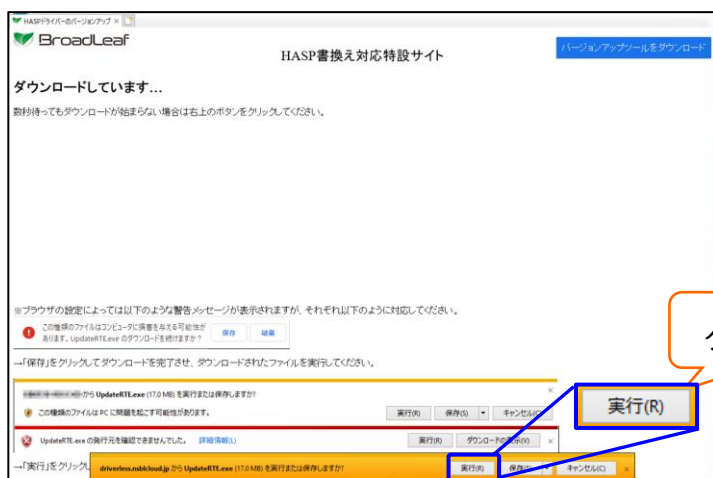 HASPドライバーのバージョンアップ ×
BroadLeaf
HASP書換え対応特設サイト
バージョンアップツールをダウンロード
ダウンロードしています...
数秒待ってもダウンロードが始まらない場合は右上のボタンをクリックしてください。
※ブラウザの設定によっては以下のような警告メッセージが表示されますが、それぞれ以下のように対応してください。
この種類のファイルはコンピュータに損害を与える可能性が
あります。UpdateRTE.exe のダウンロードを続けますか？
保存 破棄
→「保存」をクリックしてダウンロードを完了させ、ダウンロードされたファイルを実行してください。
から UpdateRTE.exe (17.0 MB) を実行または保存しますか? ×
この種類のファイルは PC に問題を起こす可能性があります。
実行(R) 保存(S) キャンセル(C)
UpdateRTE.exe の発行元を確認できませんでした。 詳細情報(L)
実行(R) ダウンロードの表示(V) ×
→「実行」をクリック
driverless.nsbkloud.jp から UpdateRTE.exe (17.0 MB) を実行または保存しますか?
実行(R) 保存 キャンセル(C) ×
実行(R)